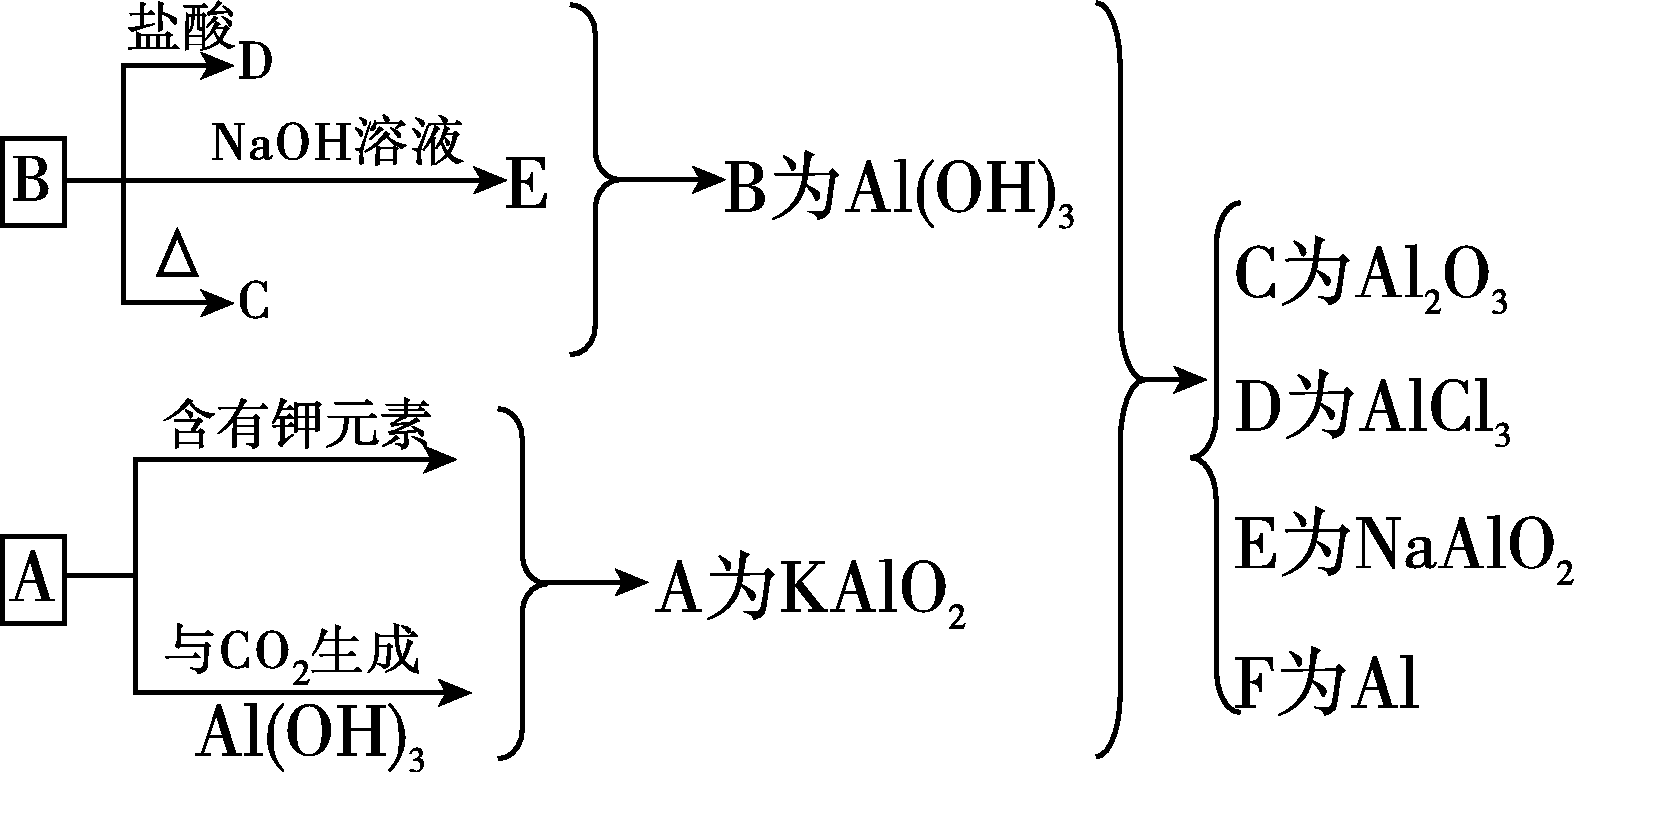 盐酸
D
NaOH溶液
B
E
△
C
B为Al(OH)₃
含有钾元素
A
与CO₂生成
Al(OH)₃
A为KAlO₂
C为Al₂O₃
D为AlCl₃
E为NaAlO₂
F为Al